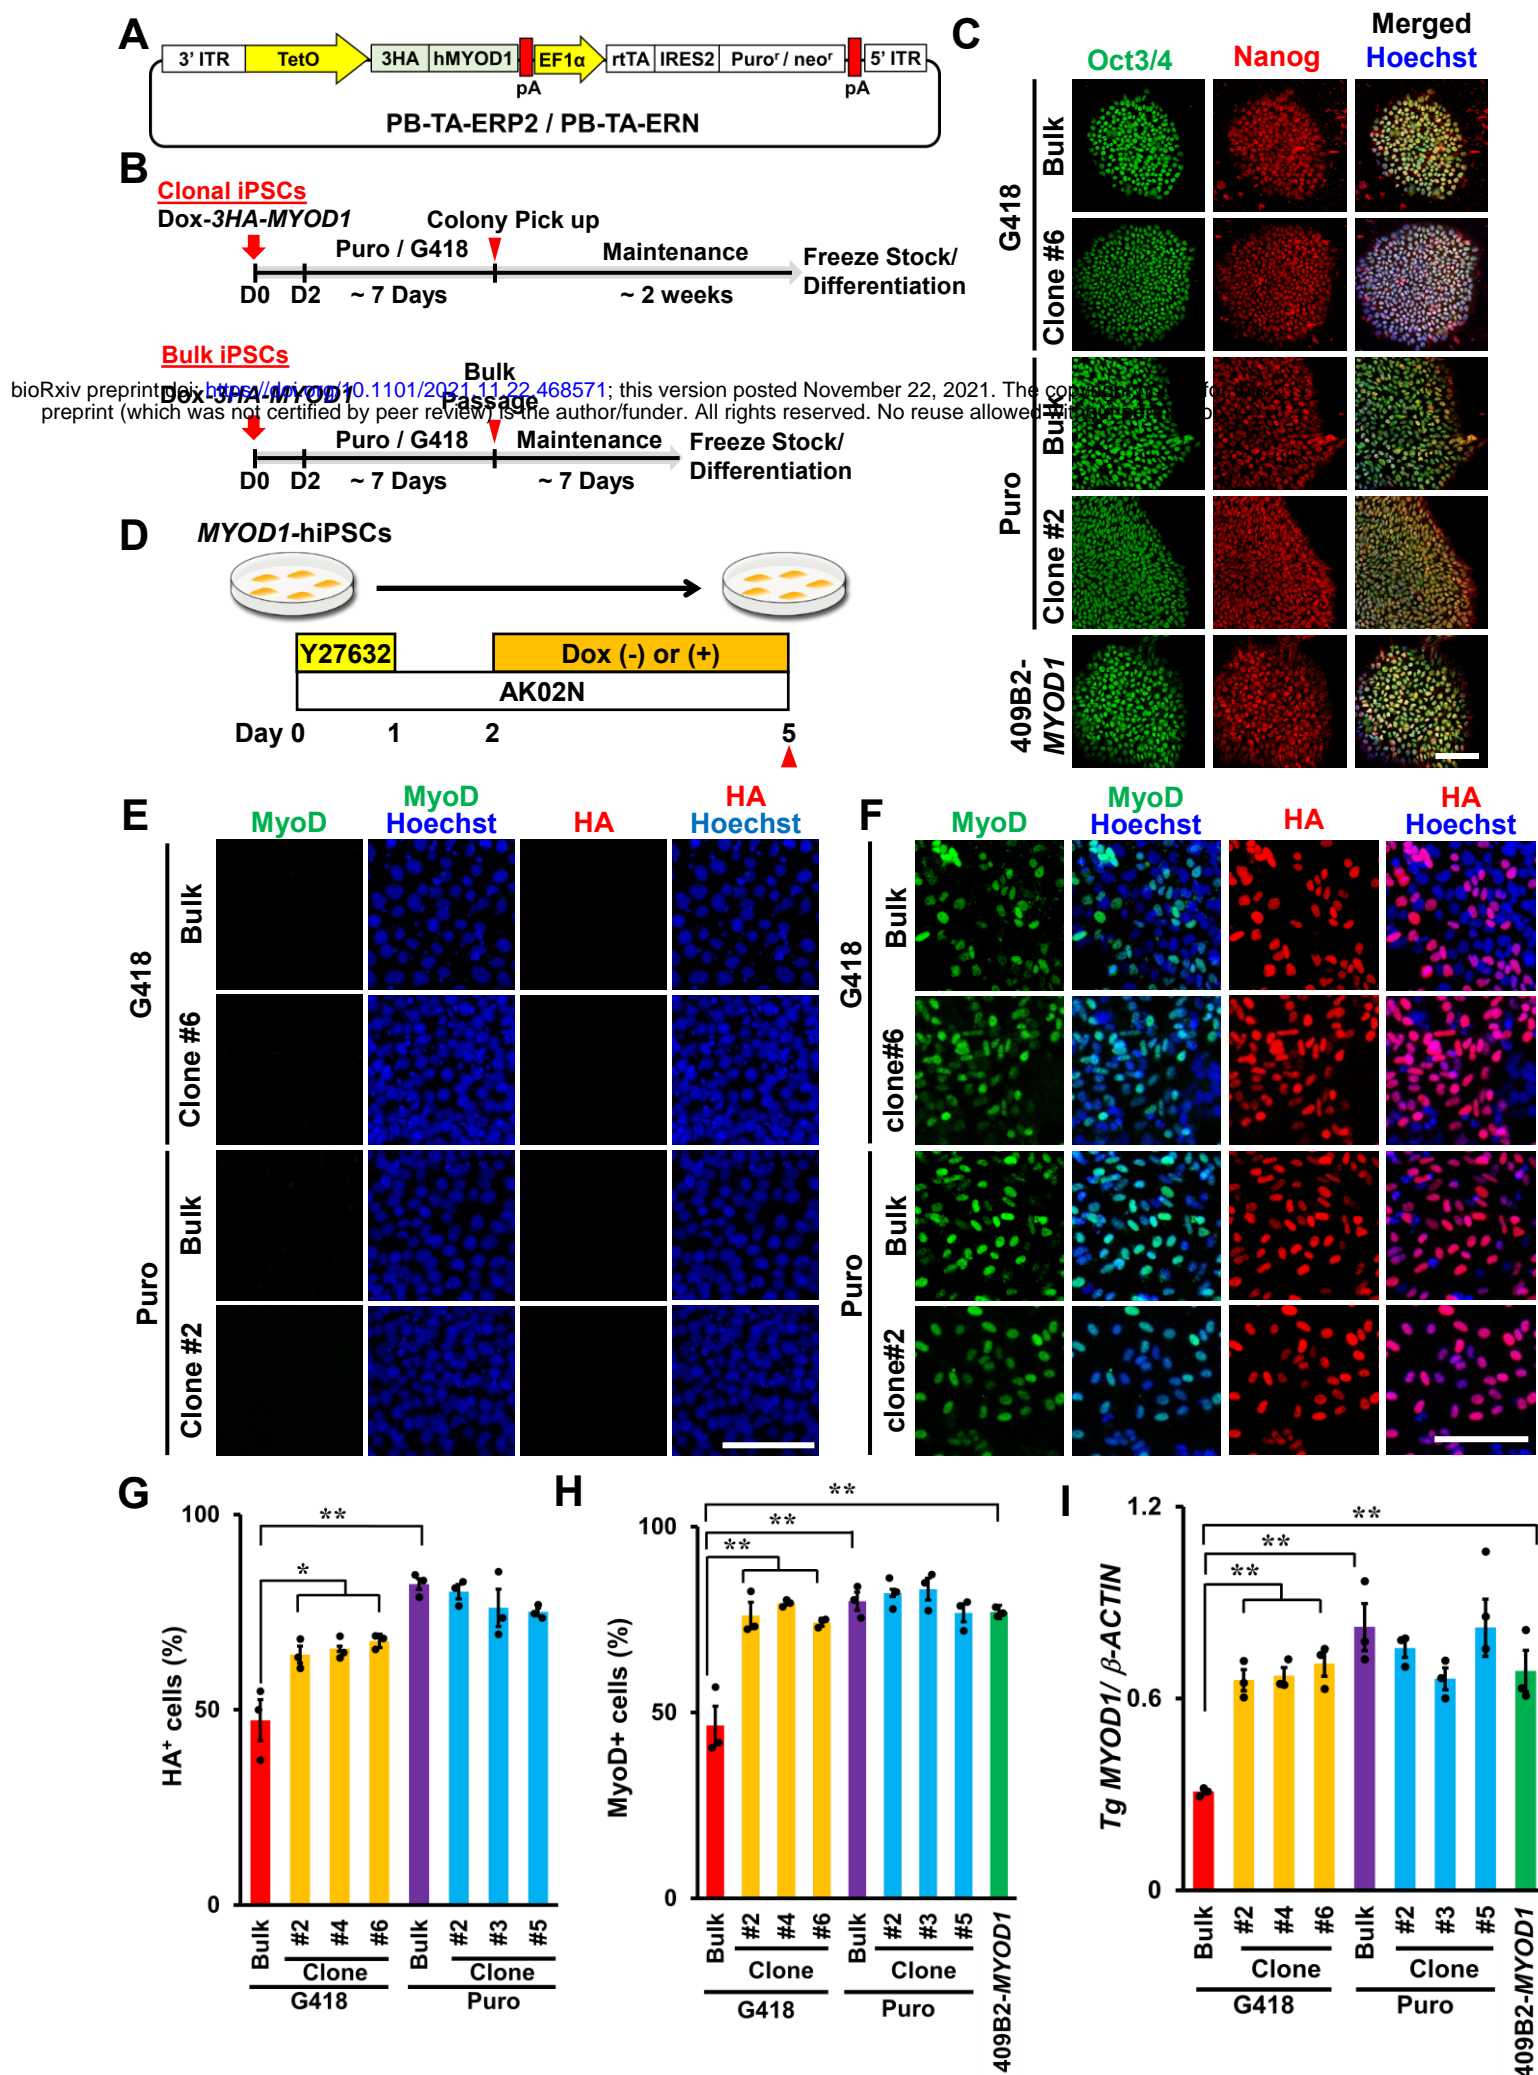 A
3' ITR
TetO
3HA
hMYOD1
EF1α
rtTA
IRES2
Puroʳ / neoʳ
5' ITR
pA
pA
PB-TA-ERP2 / PB-TA-ERN
B
Clonal iPSCs
Dox-3HA-MYOD1
Colony Pick up
Puro / G418
Maintenance
Freeze Stock/
Differentiation
D0
D2
~ 7 Days
~ 2 weeks
Bulk iPSCs
Dox-3HA-MYOD1
Bulk
Passage
Puro / G418
Maintenance
Freeze Stock/
Differentiation
D0
D2
~ 7 Days
~ 7 Days
bioRxiv preprint doi: https://doi.org/10.1101/2021.11.22.468571; this version posted November 22, 2021. The
preprint (which was not certified by peer review) is the author/funder. All rights reserved. No reuse allowed
C
Oct3/4
Nanog
Merged
Hoechst
G418
Bulk
Clone #6
Puro
Bulk
Clone #2
409B2-
MYOD1
D
MYOD1-hiPSCs
Y27632
Dox (-) or (+)
AK02N
Day 0
1
2
5
E
MyoD
MyoD
Hoechst
HA
HA
Hoechst
G418
Bulk
Clone #6
Puro
Bulk
Clone #2
F
MyoD
MyoD
Hoechst
HA
HA
Hoechst
G418
Bulk
clone#6
Puro
Bulk
clone#2
G
HA⁺ cells (%)
100
50
0
**
*
Bulk
#2
#4
#6
Bulk
#2
#3
#5
Clone
Clone
G418
Puro
H
MyoD+ cells (%)
100
50
0
**
**
**
Bulk
#2
#4
#6
Bulk
#2
#3
#5
409B2-MYOD1
Clone
Clone
G418
Puro
I
Tg MYOD1/ β-ACTIN
1.2
0.6
0
**
**
**
Bulk
#2
#4
#6
Bulk
#2
#3
#5
409B2-MYOD1
Clone
Clone
G418
Puro